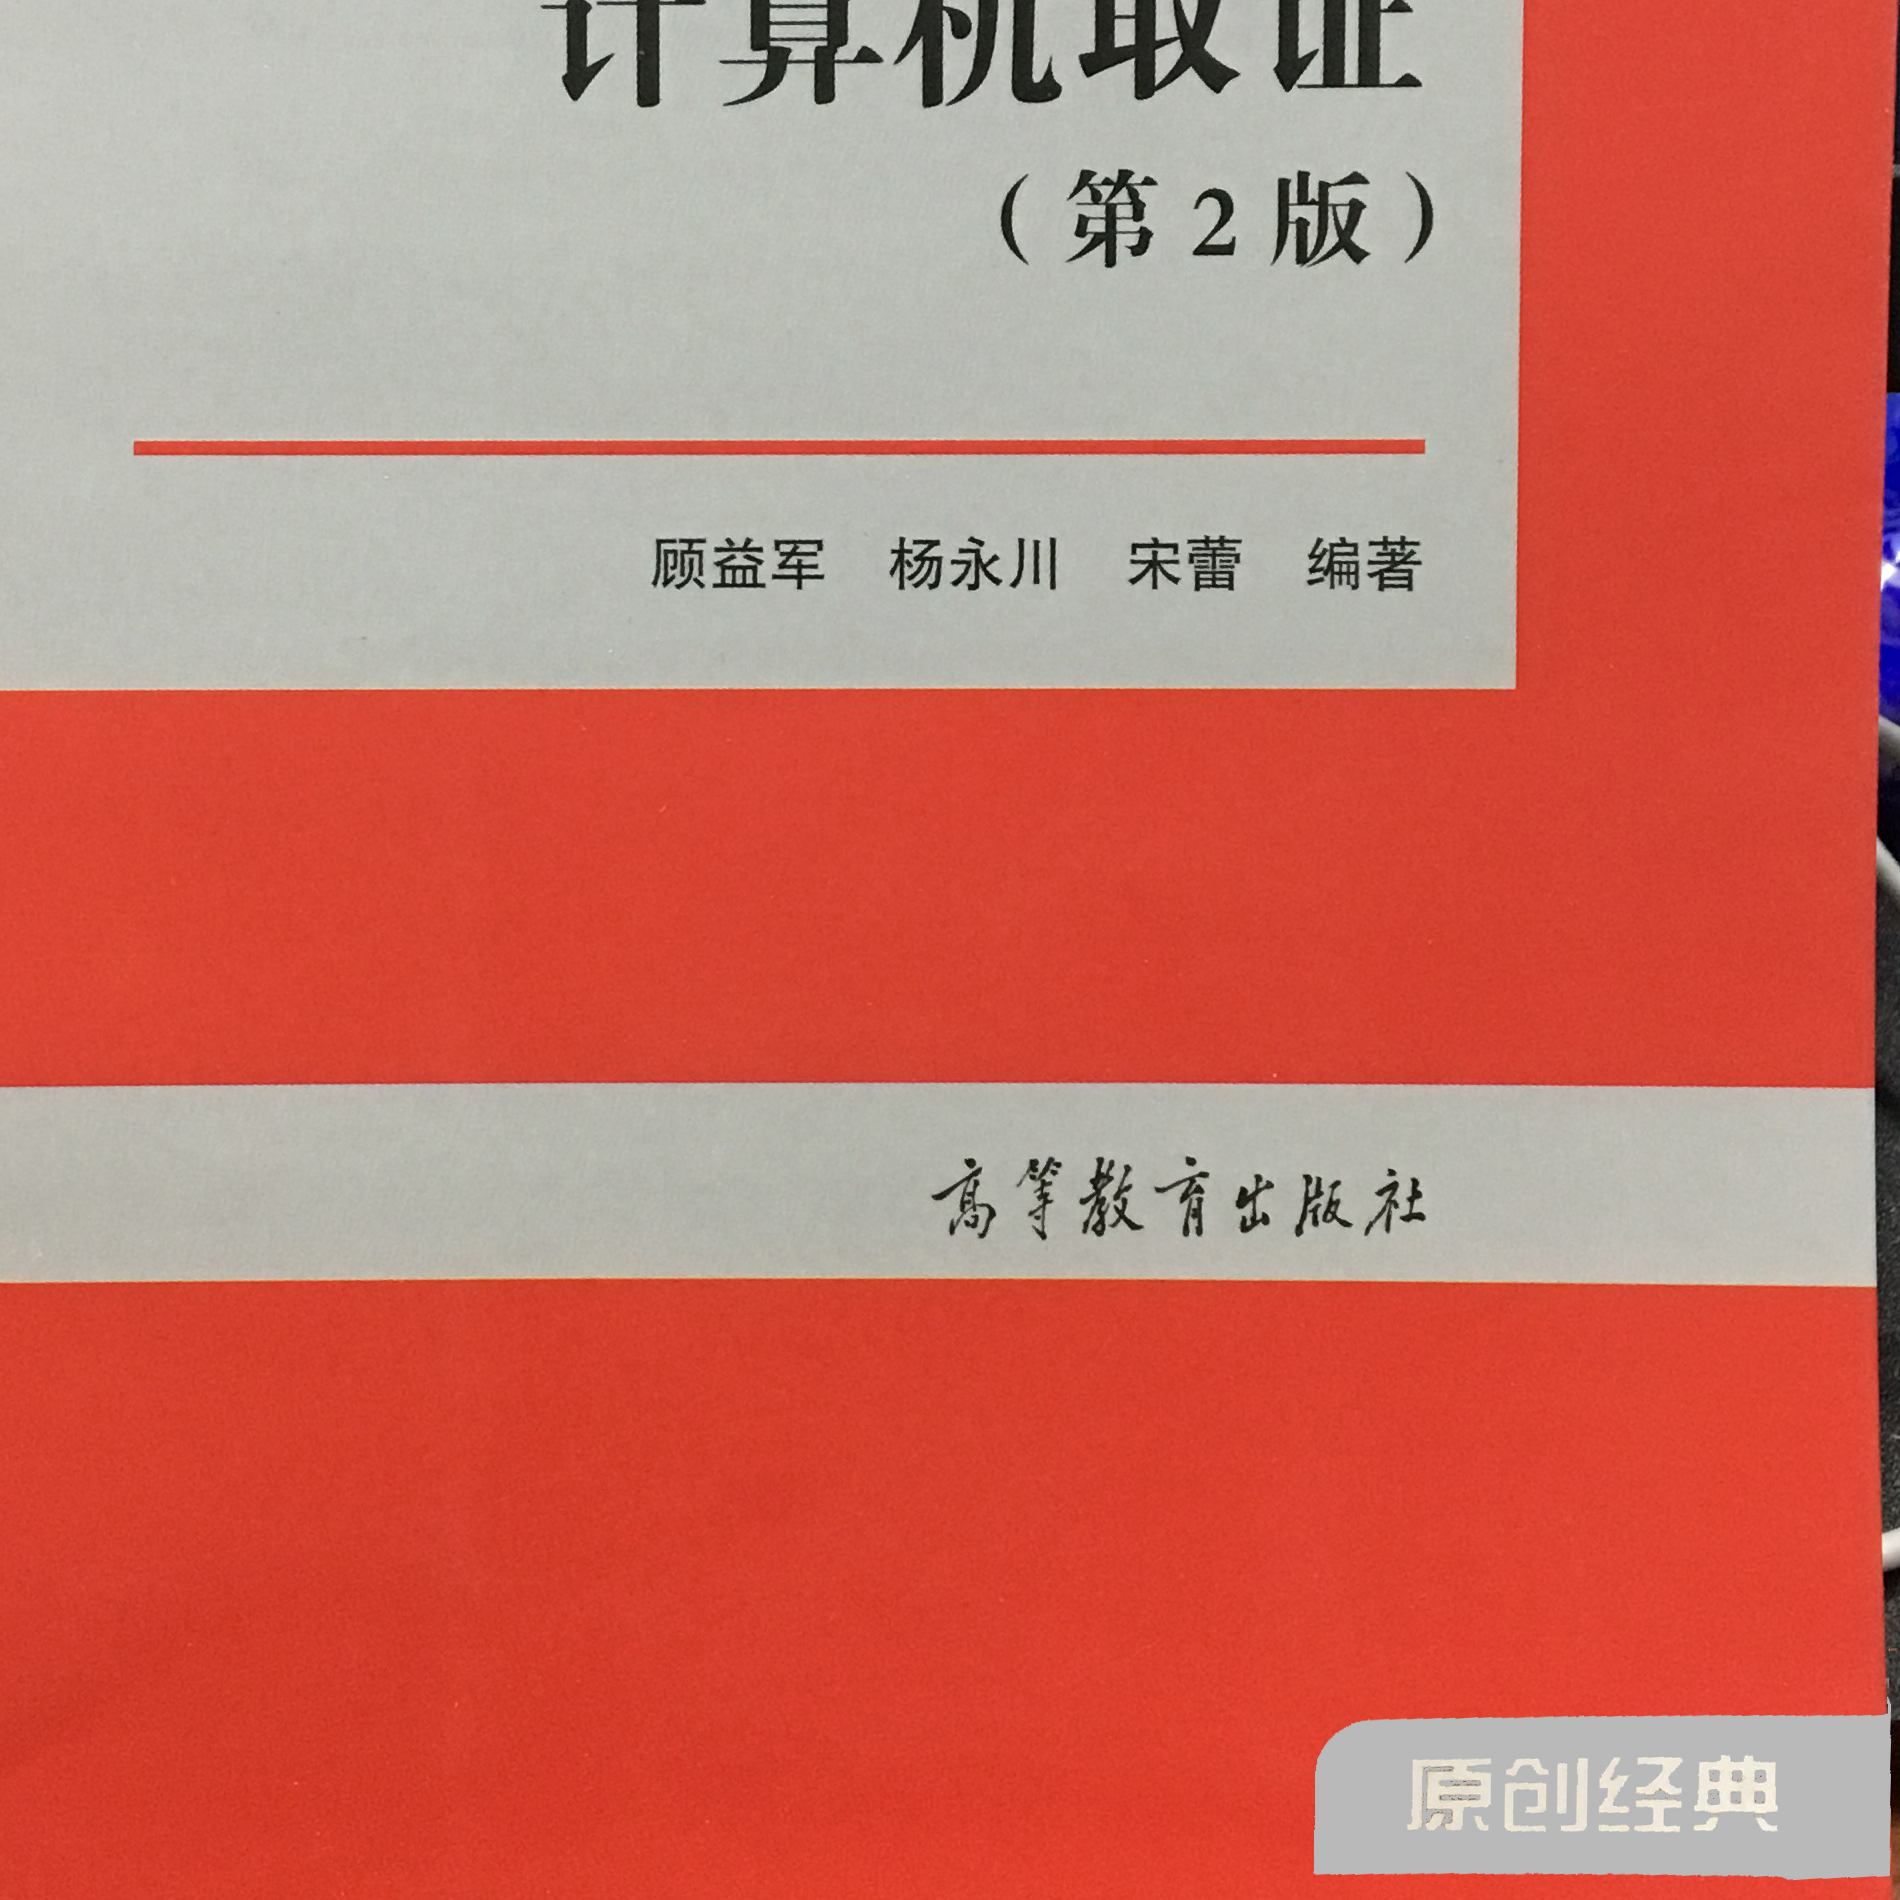 计算机取证
（第2版）
顾益军 杨永川 宋蕾 编著
高等教育出版社
原创经典